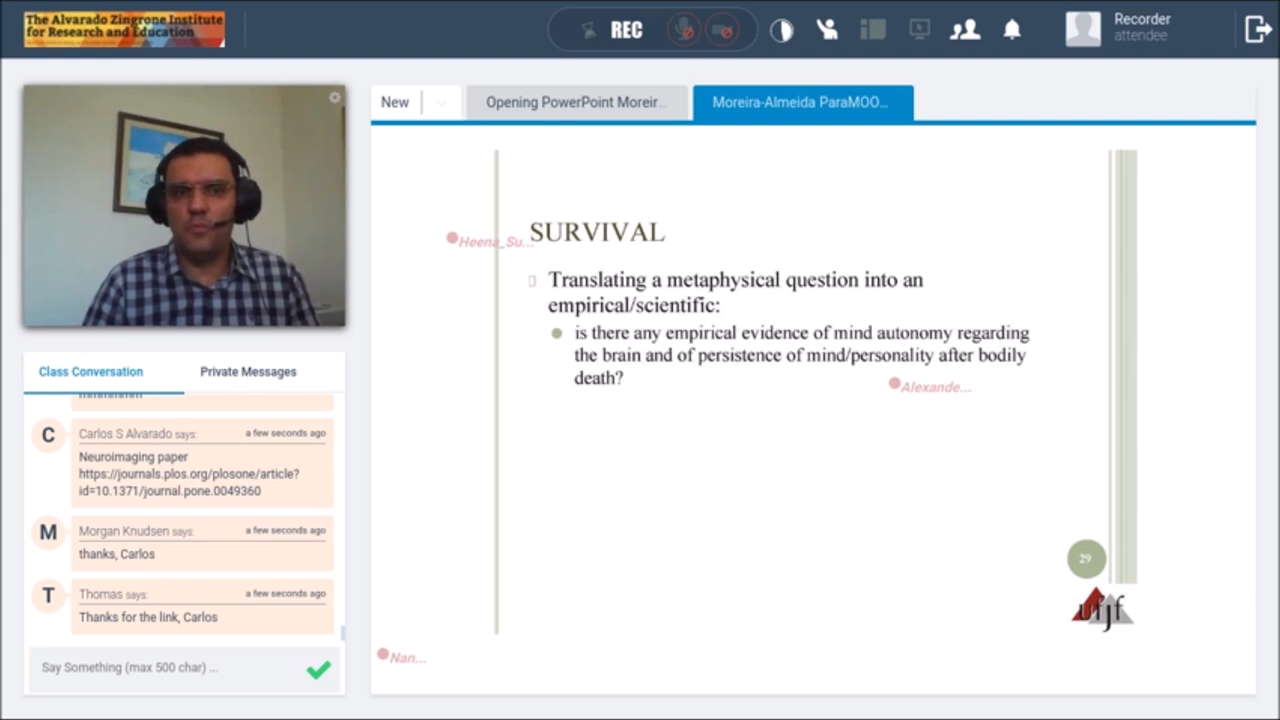 The Alvarado Zingrone Institute
for Research and Education
REC
Recorder
attendee
New
Opening PowerPoint Moreir...
Moreira-Almeida ParaMOO...
Heena_Su...
SURVIVAL
Translating a metaphysical question into an
empirical/scientific:
is there any empirical evidence of mind autonomy regarding
the brain and of persistence of mind/personality after bodily
death?
Alexande...
29
ufjf
Nan...
Class Conversation
Private Messages
C
Carlos S Alvarado says:
a few seconds ago
Neuroimaging paper
https://journals.plos.org/plosone/article?
id=10.1371/journal.pone.0049360
M
Morgan Knudsen says:
a few seconds ago
thanks, Carlos
T
Thomas says:
a few seconds ago
Thanks for the link, Carlos
Say Something (max 500 char) ...